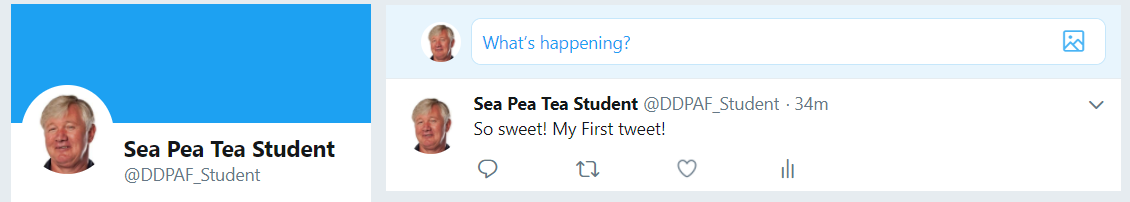 Sea Pea Tea Student
@DDPAF_Student
What's happening?
Sea Pea Tea Student @DDPAF_Student · 34m
So sweet! My First tweet!